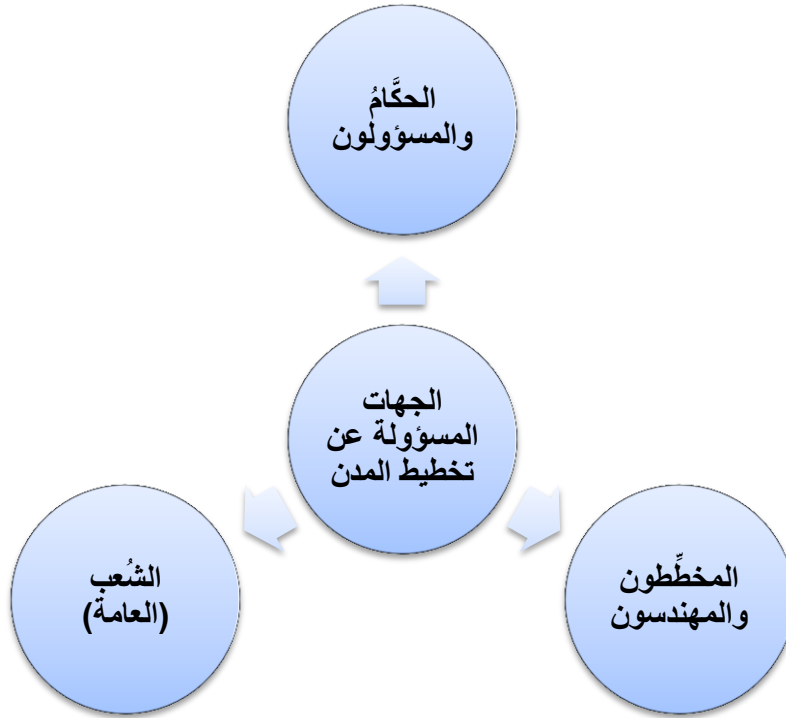 الحكَّامُ
والمسؤولون
الجهات
المسؤولة عن
تخطيط المدن
المخطِّطون
والمهندسون
الشُعب
(العامة)